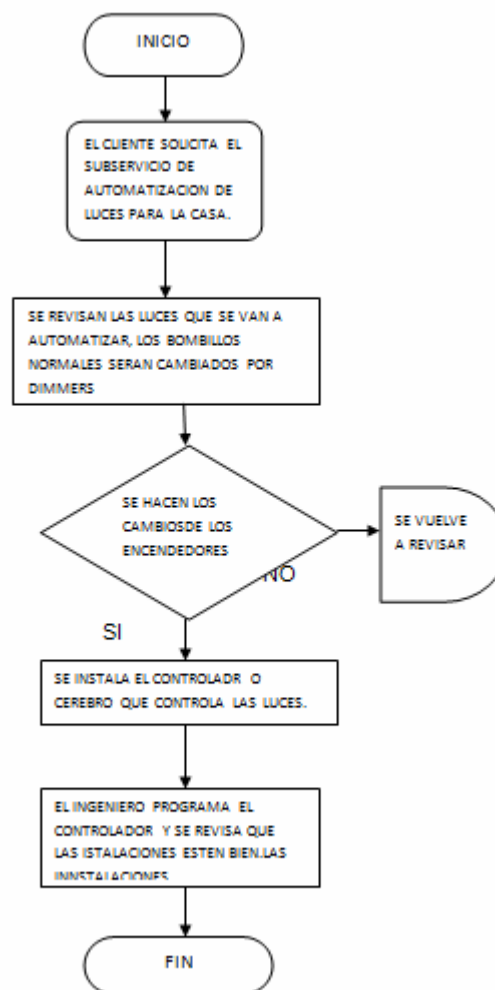 INICIO
EL CLIENTE SOLICITA EL
SUBSERVICIO DE
AUTOMATIZACION DE
LUCES PARA LA CASA.
SE REVISAN LAS LUCES QUE SE VAN A
AUTOMATIZAR, LOS BOMBILLOS
NORMALES SERAN CAMBIADOS POR
DIMMERS
SE HACEN LOS
CAMBIOSDE LOS
ENCENDEDORES
SE VUELVE
A REVISAR
NO
SI
SE INSTALA EL CONTROLADR O
CEREBRO QUE CONTROLA LAS LUCES.
EL INGENIERO PROGRAMA EL
CONTROLADOR Y SE REVISA QUE
LAS ISTALACIONES ESTEN BIEN.LAS
INNSTALACIONES
FIN